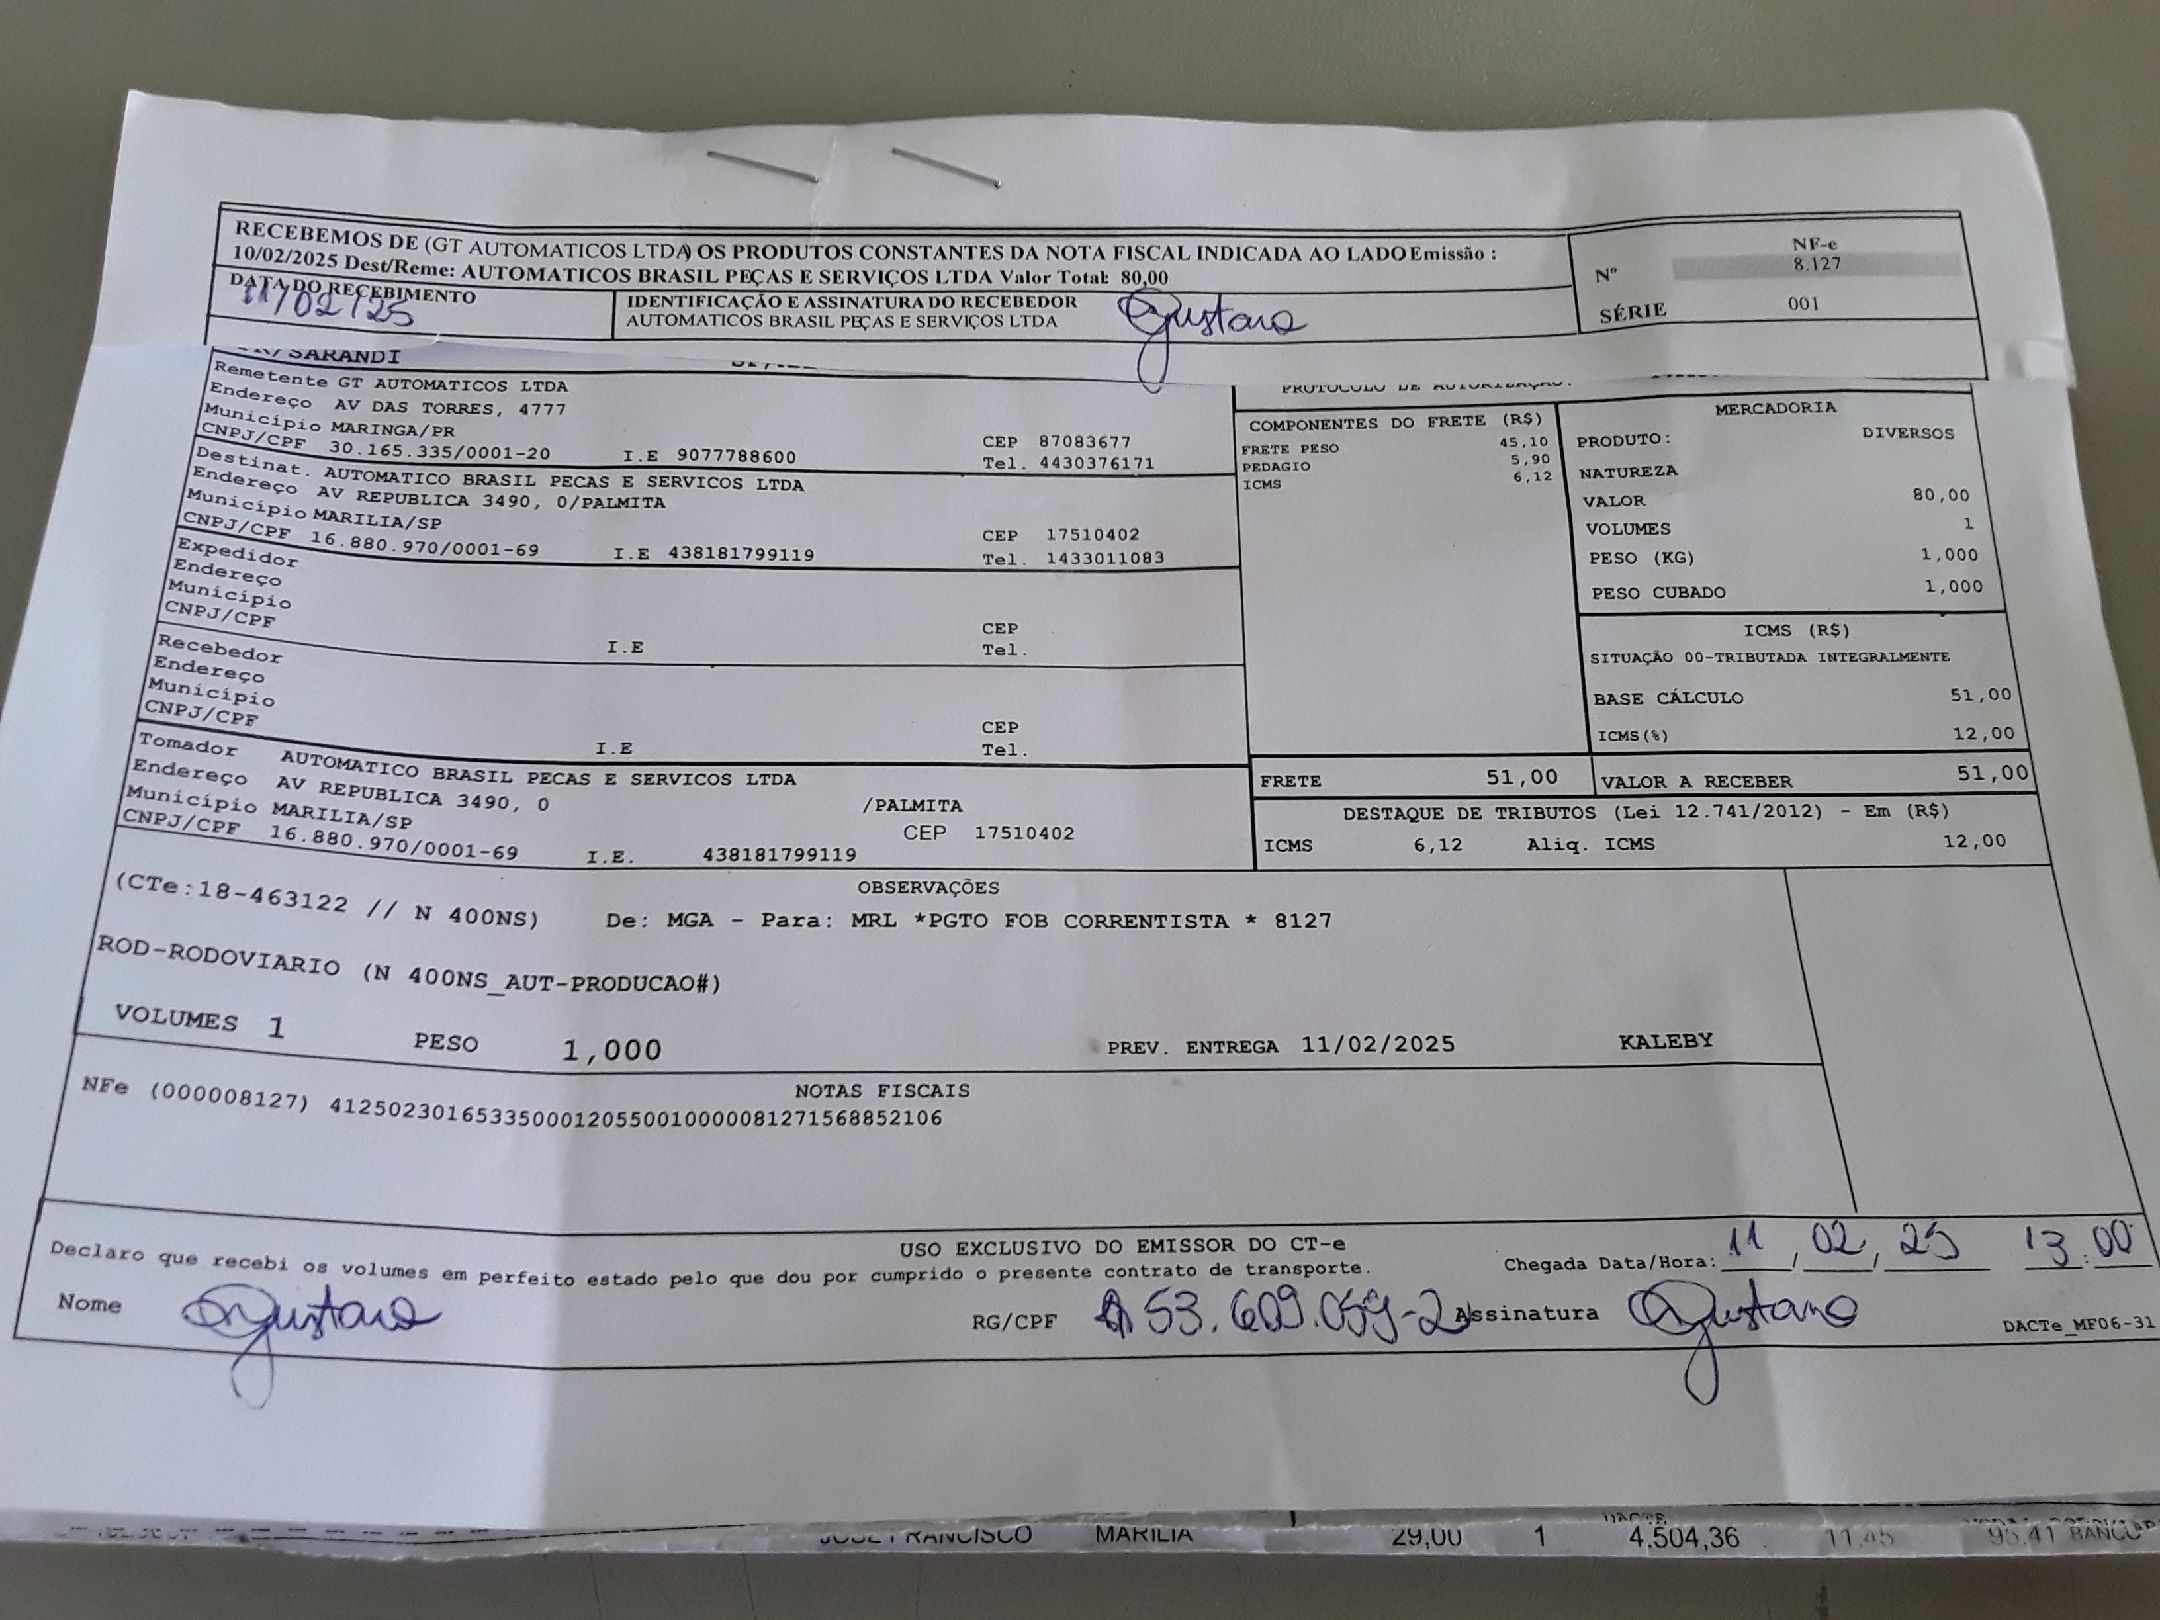 RECEBEMOS DE (GT AUTOMATICOS LTDA) OS PRODUTOS CONSTANTES DA NOTA FISCAL INDICADA AO LADO Emissão :
10/02/2025 Dest/Reme: AUTOMATICOS BRASIL PEÇAS E SERVIÇOS LTDA Valor Total: 80,00
NF-e
Nº 8.127
SÉRIE 001
DATA DO RECEBIMENTO
11/02/25
IDENTIFICAÇÃO E ASSINATURA DO RECEBEDOR
AUTOMATICOS BRASIL PEÇAS E SERVIÇOS LTDA
Gustavo
/SARANDI
PROTOCOLO DE AUTORIZAÇÃO:
Remetente GT AUTOMATICOS LTDA
Endereço AV DAS TORRES, 4777
Município MARINGA/PR CEP 87083677
CNPJ/CPF 30.165.335/0001-20 I.E 9077788600 Tel. 4430376171
Destinat. AUTOMATICO BRASIL PECAS E SERVICOS LTDA
Endereço AV REPUBLICA 3490, 0/PALMITA
Município MARILIA/SP CEP 17510402
CNPJ/CPF 16.880.970/0001-69 I.E 438181799119 Tel. 1433011083
Expedidor
Endereço
Município CEP
CNPJ/CPF I.E Tel.
Recebedor
Endereço
Município CEP
CNPJ/CPF I.E Tel.
Tomador AUTOMATICO BRASIL PECAS E SERVICOS LTDA
Endereço AV REPUBLICA 3490, 0 /PALMITA
Município MARILIA/SP CEP 17510402
CNPJ/CPF 16.880.970/0001-69 I.E. 438181799119
COMPONENTES DO FRETE (R$)
FRETE PESO 45,10
PEDAGIO 5,90
ICMS 6,12
MERCADORIA
PRODUTO: DIVERSOS
NATUREZA
VALOR 80,00
VOLUMES 1
PESO (KG) 1,000
PESO CUBADO 1,000
ICMS (R$)
SITUAÇÃO 00-TRIBUTADA INTEGRALMENTE
BASE CÁLCULO 51,00
ICMS(%) 12,00
FRETE 51,00 VALOR A RECEBER 51,00
DESTAQUE DE TRIBUTOS (Lei 12.741/2012) - Em (R$)
ICMS 6,12 Aliq. ICMS 12,00
OBSERVAÇÕES
(CTe:18-463122 // N 400NS) De: MGA - Para: MRL *PGTO FOB CORRENTISTA * 8127
ROD-RODOVIARIO (N 400NS_AUT-PRODUCAO#)
VOLUMES 1 PESO 1,000 PREV. ENTREGA 11/02/2025 KALEBY
NOTAS FISCAIS
NFe (000008127) 41250230165335000120550010000081271568852106
USO EXCLUSIVO DO EMISSOR DO CT-e
Declaro que recebi os volumes em perfeito estado pelo que dou por cumprido o presente contrato de transporte.
Chegada Data/Hora: 11/02/25 13:00
Nome Gustavo RG/CPF 53.609.059-2 Assinatura Gustavo
DACTe_MF06-31
JOSE FRANCISCO MARILIA 29,00 1 4.504,36 11,45 95,41 BANCO